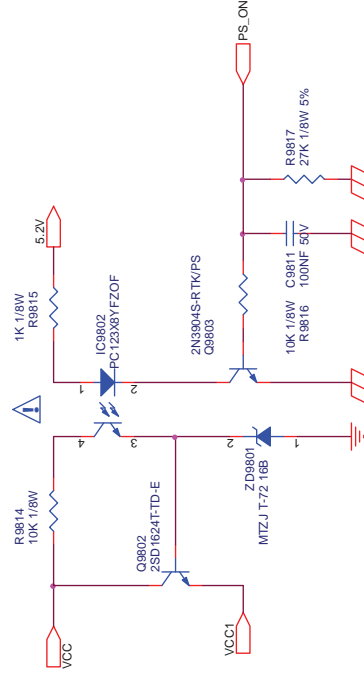 PS_ON
R9817
27K 1/8W 5%
C9811
100NF 50V
10K 1/8W
R9816
5.2V
1K 1/8W
R9815
IC9802
PC123X8YFZOF
1
2
2N3904S-RTK/PS
Q9803
!
4
3
2
1
ZD9801
MTZJ T-72 16B
R9814
10K 1/8W
Q9802
2SD1624T-TD-E
VCC
VCC1